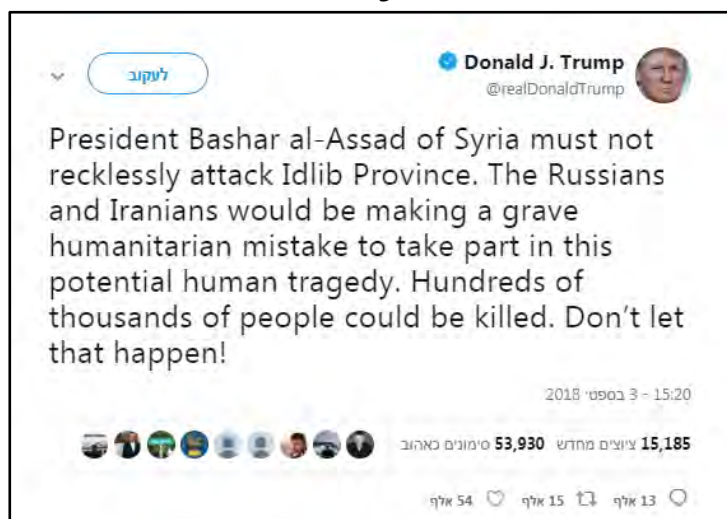 לעקוב
Donald J. Trump
@realDonaldTrump
President Bashar al-Assad of Syria must not
recklessly attack Idlib Province. The Russians
and Iranians would be making a grave
humanitarian mistake to take part in this
potential human tragedy. Hundreds of
thousands of people could be killed. Don't let
that happen!
15:20 - 3 בספט׳ 2018
15,185 ציוצים מחדש 53,930 סימונים כאהוב
13 אלף 15 אלף 54 אלף